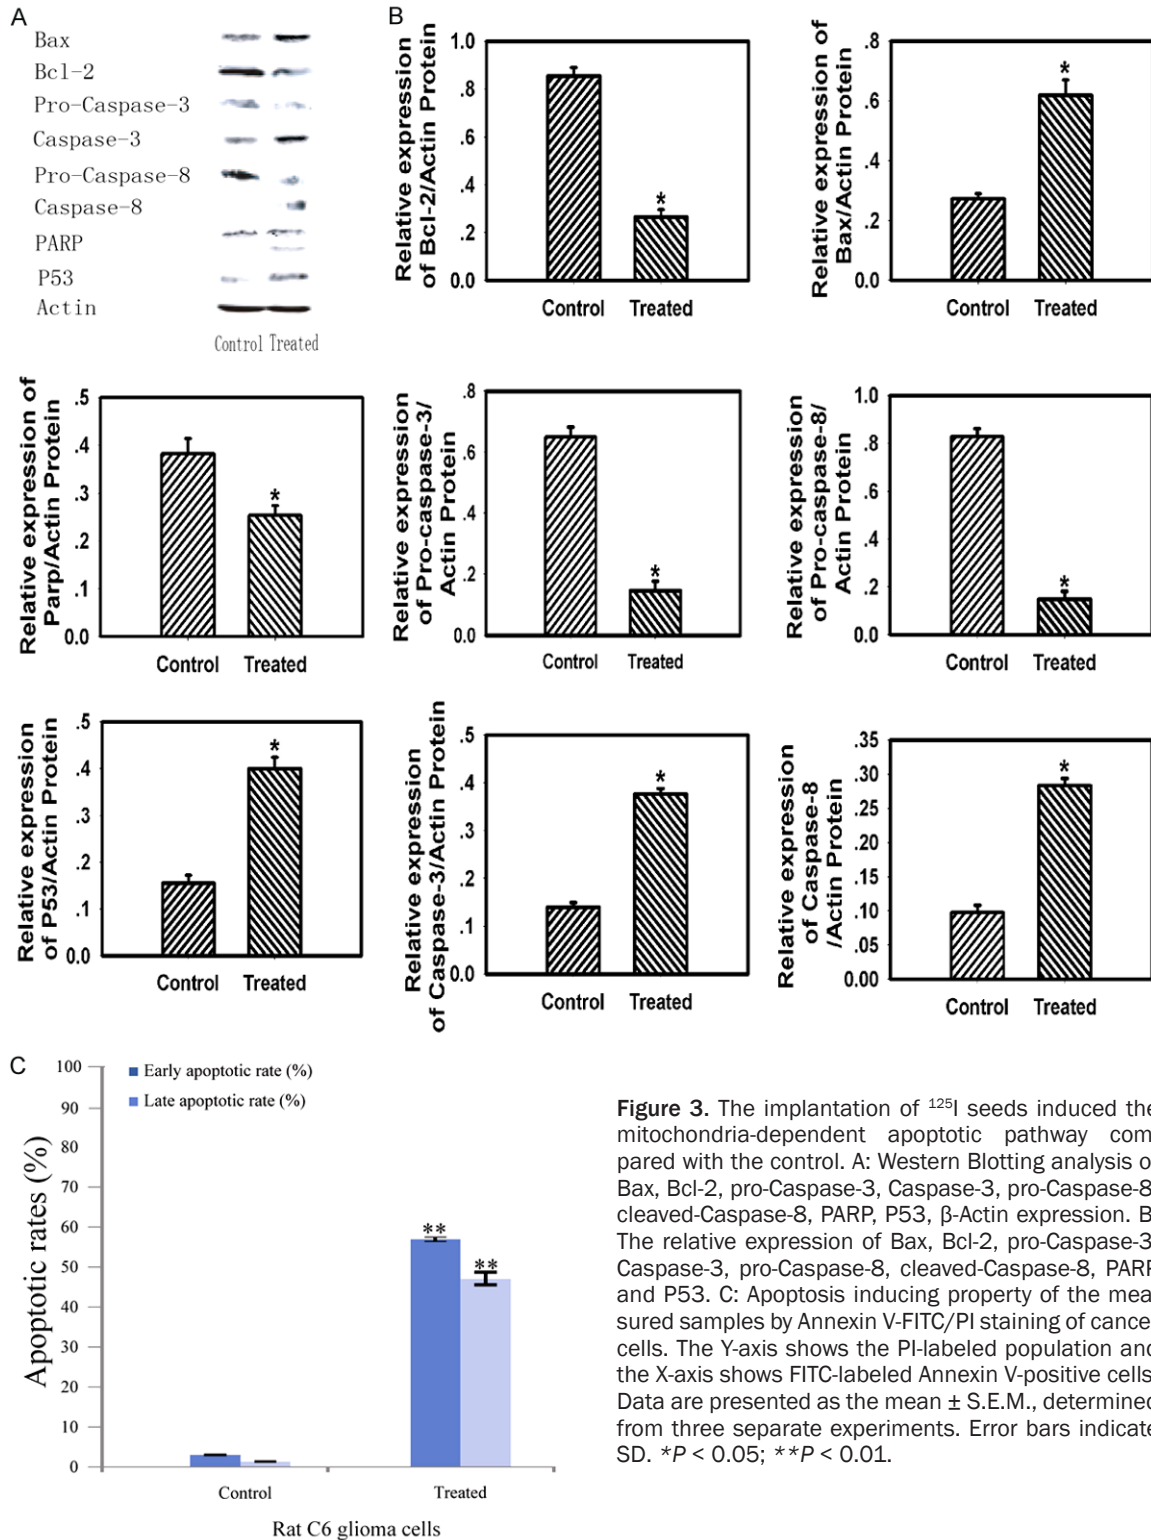 A
Bax
Bcl-2
Pro-Caspase-3
Caspase-3
Pro-Caspase-8
Caspase-8
PARP
P53
Actin
Control Treated
B
Relative expression
of Bcl-2/Actin Protein
1.0
.8
.6
.4
.2
0.0
*
Control Treated
Relative expression of
Bax/Actin Protein
.8
.6
.4
.2
0.0
*
Control Treated
Relative expression of
Parp/Actin Protein
.5
.4
.3
.2
.1
0.0
*
Control Treated
Relative expression
of Pro-caspase-3/
Actin Protein
.8
.6
.4
.2
0.0
*
Control Treated
Relative expression
of Pro-caspase-8/
Actin Protein
1.0
.8
.6
.4
.2
0.0
*
Control Treated
Relative expression
of P53/Actin Protein
.5
.4
.3
.2
.1
0.0
*
Control Treated
Relative expression
of Caspase-3/Actin Protein
.5
.4
.3
.2
.1
0.0
*
Control Treated
Relative expression
of Caspase-8
/Actin Protein
.35
.30
.25
.20
.15
.10
.05
.00
*
Control Treated
C
Apoptotic rates (%)
100
90
80
70
60
50
40
30
20
10
0
Early apoptotic rate (%)
Late apoptotic rate (%)
**
**
Control Treated
Rat C6 glioma cells
Figure 3. The implantation of ¹²⁵I seeds induced the
mitochondria-dependent apoptotic pathway com
pared with the control. A: Western Blotting analysis o
Bax, Bcl-2, pro-Caspase-3, Caspase-3, pro-Caspase-8
cleaved-Caspase-8, PARP, P53, β-Actin expression. B
The relative expression of Bax, Bcl-2, pro-Caspase-3
Caspase-3, pro-Caspase-8, cleaved-Caspase-8, PARP
and P53. C: Apoptosis inducing property of the mea
sured samples by Annexin V-FITC/PI staining of cance
cells. The Y-axis shows the PI-labeled population and
the X-axis shows FITC-labeled Annexin V-positive cells
Data are presented as the mean ± S.E.M., determined
from three separate experiments. Error bars indicate
SD. *P < 0.05; **P < 0.01.